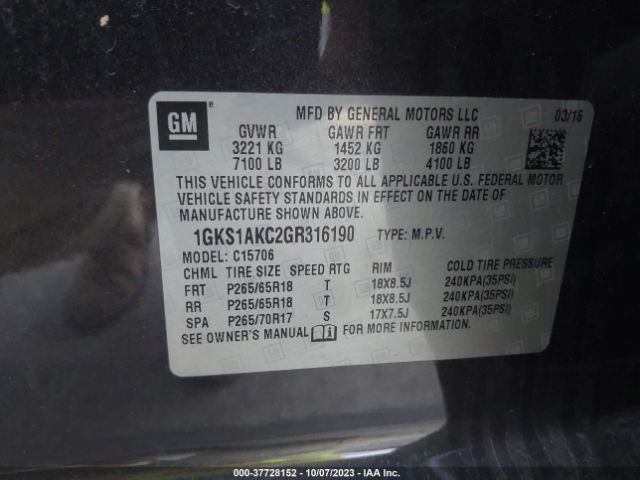 GM
®
MFD BY GENERAL MOTORS LLC 03/16
GVWR GAWR FRT GAWR RR
3221 KG 1452 KG 1860 KG
7100 LB 3200 LB 4100 LB
THIS VEHICLE CONFORMS TO ALL APPLICABLE U.S. FEDERAL MOTOR
VEHICLE SAFETY STANDARDS IN EFFECT ON THE DATE OF
MANUFACTURE SHOWN ABOVE.
1GKS1AKC2GR316190 TYPE: M.P.V.
MODEL: C15706
CHML TIRE SIZE SPEED RTG RIM COLD TIRE PRESSURE
FRT P265/65R18 T 18X8.5J 240KPA(35PSI)
RR P265/65R18 T 18X8.5J 240KPA(35PSI)
SPA P265/70R17 S 17X7.5J 240KPA(35PSI)
SEE OWNER'S MANUAL FOR MORE INFORMATION.
000-37728152 - 10/07/2023 - IAA Inc.